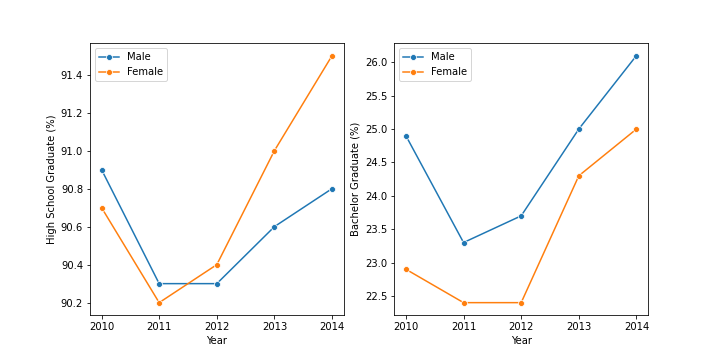 Male
Female
High School Graduate (%)
91.4
91.2
91.0
90.8
90.6
90.4
90.2
2010 2011 2012 2013 2014
Year
Male
Female
Bachelor Graduate (%)
26.0
25.5
25.0
24.5
24.0
23.5
23.0
22.5
2010 2011 2012 2013 2014
Year